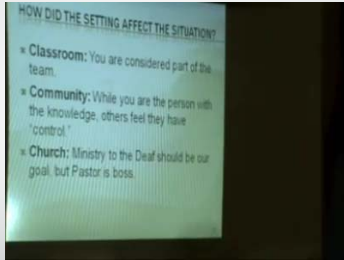 HOW DID THE SETTING AFFECT THE SITUATION?
Classroom: You are considered part of the
team.
Community: While you are the person with
the knowledge, others feel they have
"control."
Church: Ministry to the Deaf should be our
goal, but Pastor is boss.